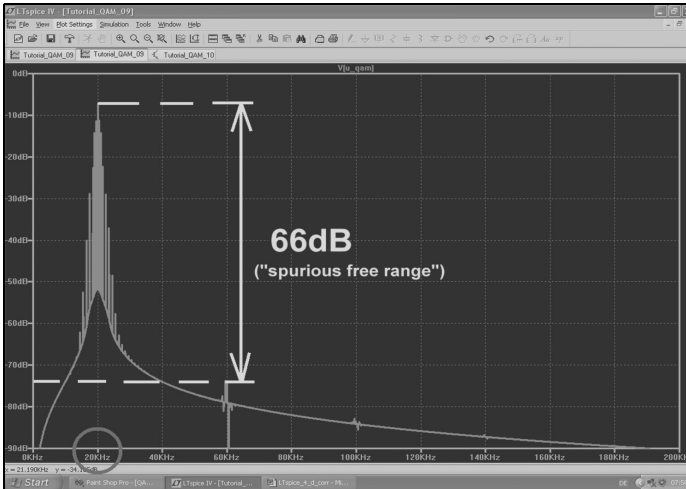 LTspice IV - [Tutorial_QAM_09]
File View Plot Settings Simulation Tools Window Help
Tutorial_QAM_09 Tutorial_QAM_09 Tutorial_QAM_10
V[u_qam]
0dB
-10dB
-20dB
-30dB
-40dB
-50dB
-60dB
-70dB
-80dB
-90dB
66dB
("spurious free range")
0KHz 20KHz 40KHz 60KHz 80KHz 100KHz 120KHz 140KHz 160KHz 180KHz 200K
x = 21.190KHz
Start Paint Shop Pro - [QA... LTspice IV - [Tutorial_... LTspice_4_d_corr - Mi... DE